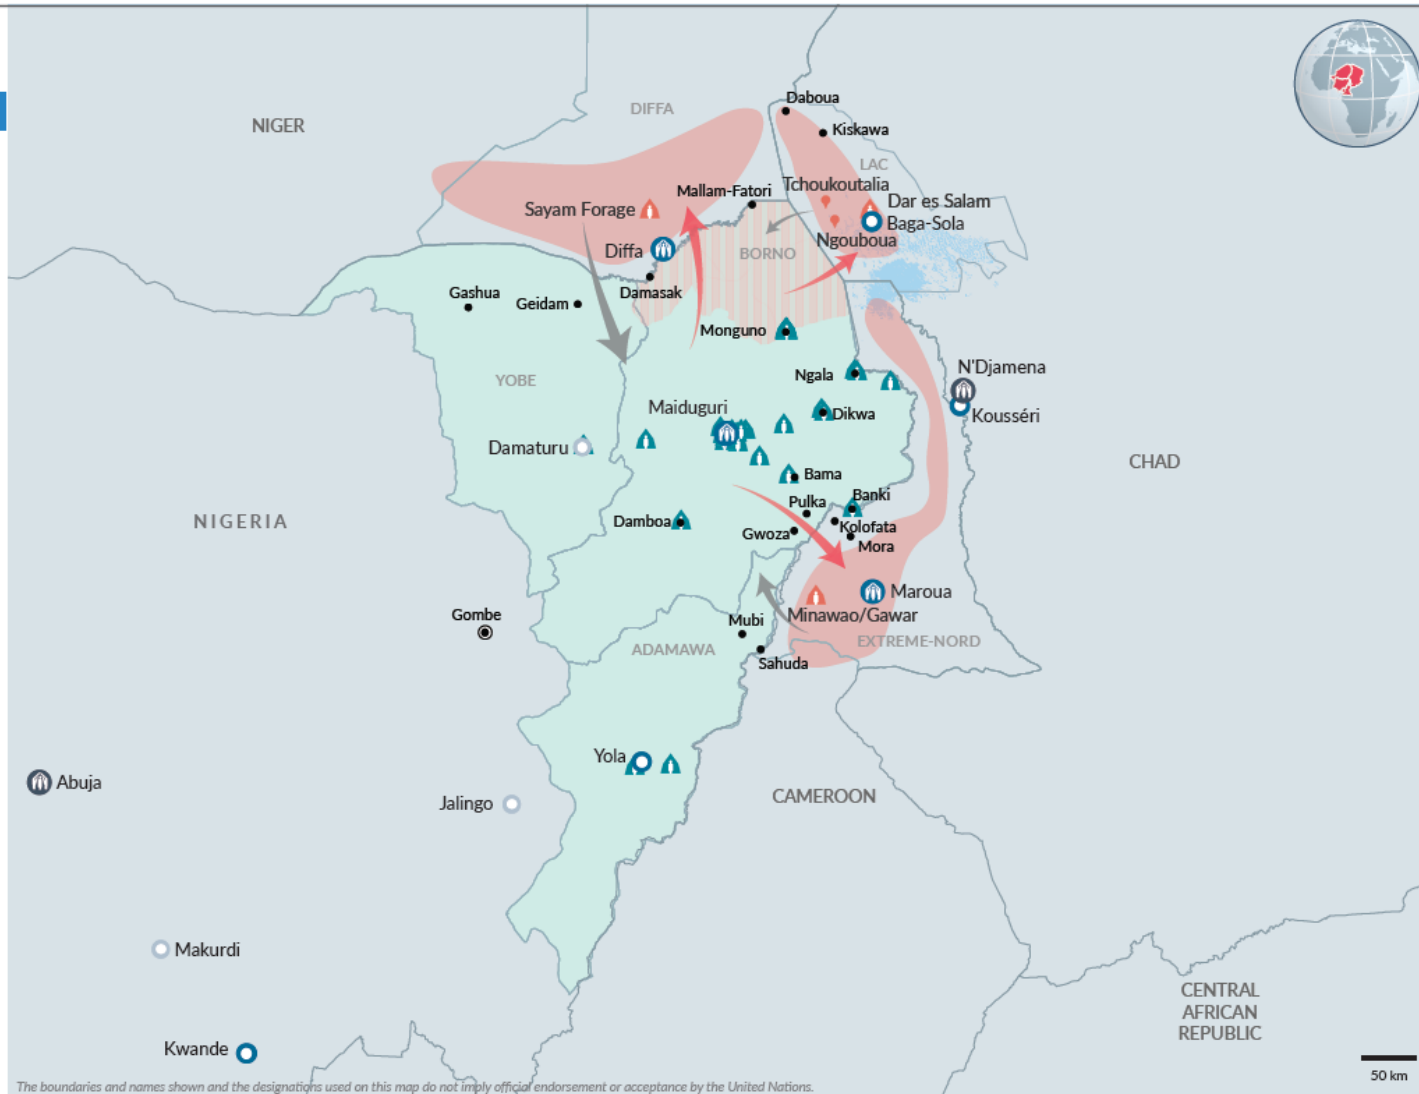 Daboua
DIFFA
NIGER
Kiskawa
LAC
Tchoukoutalia
Mallam-Fatori
Sayam Forage
Dar es Salam
Baga-Sola
Ngouboua
Diffa
BORNO
Damasak
Gashua
Geidam
Monguno
N'Djamena
Ngala
YOBE
Maiduguri
Kousséri
Dikwa
Damaturu
CHAD
Bama
Banki
Pulka
NIGERIA
Damboa
Kolofata
Gwoza
Mora
Maroua
Minawao/Gawar
Gombe
Mubi
EXTREME-NORD
ADAMAWA
Sahuda
Yola
Abuja
CAMEROON
Jalingo
Makurdi
CENTRAL
AFRICAN
REPUBLIC
Kwande
50 km
The boundaries and names shown and the designations used on this map do not imply official endorsement or acceptance by the United Nations.